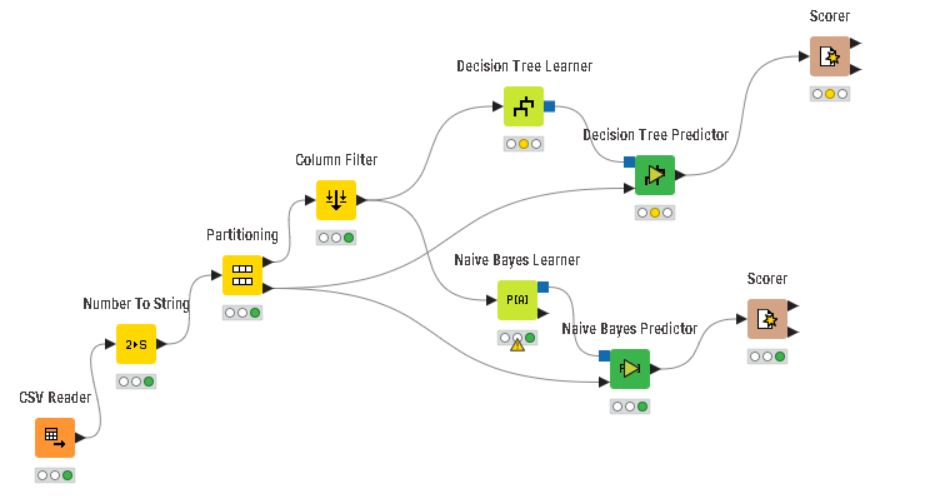 Scorer
Decision Tree Learner
Decision Tree Predictor
Column Filter
Partitioning
Naive Bayes Learner
P[A]
Scorer
Number To String
2▸S
Naive Bayes Predictor
CSV Reader